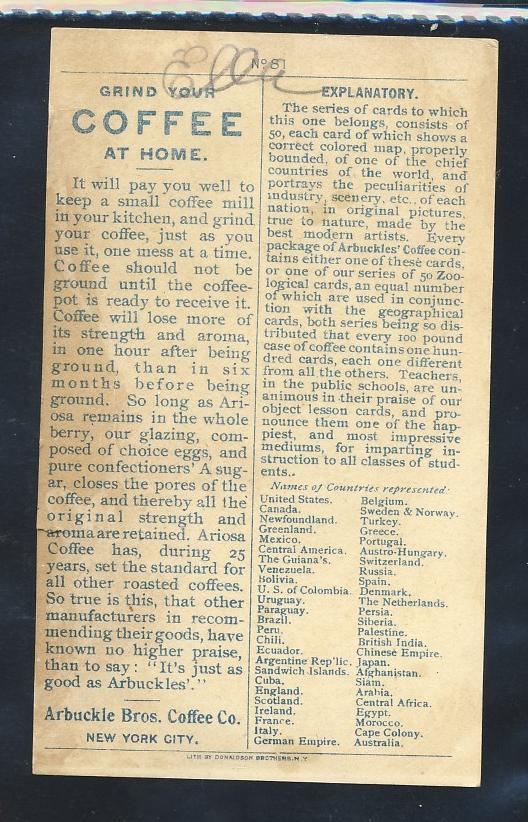 Nº 81
Ella
GRIND YOUR
COFFEE
AT HOME.
It will pay you well to
keep a small coffee mill
in your kitchen, and grind
your coffee, just as you
use it, one mess at a time.
Coffee should not be
ground until the coffee-
pot is ready to receive it.
Coffee will lose more of
its strength and aroma,
in one hour after being
ground, than in six
months before being
ground. So long as Ari-
osa remains in the whole
berry, our glazing, com-
posed of choice eggs, and
pure confectioners' A sug-
ar, closes the pores of the
coffee, and thereby all the
original strength and
aroma are retained. Ariosa
Coffee has, during 25
years, set the standard for
all other roasted coffees.
So true is this, that other
manufacturers in recom-
mending their goods, have
known no higher praise,
than to say: "It's just as
good as Arbuckles'."
Arbuckle Bros. Coffee Co.
NEW YORK CITY.
EXPLANATORY.
The series of cards to which
this one belongs, consists of
50, each card of which shows a
correct colored map, properly
bounded, of one of the chief
countries of the world, and
portrays the peculiarities of
industry, scenery, etc., of each
nation, in original pictures,
true to nature, made by the
best modern artists. Every
package of Arbuckles' Coffee con-
tains either one of these cards,
or one of our series of 50 Zoo-
logical cards, an equal number
of which are used in conjunc-
tion with the geographical
cards, both series being so dis-
tributed that every 100 pound
case of coffee contains one hun-
dred cards, each one different
from all the others. Teachers,
in the public schools, are un-
animous in their praise of our
object lesson cards, and pro-
nounce them one of the hap-
piest, and most impressive
mediums, for imparting in-
struction to all classes of stud-
ents..
Names of Countries represented:
United States.
Canada.
Newfoundland.
Greenland.
Mexico.
Central America.
The Guiana's.
Venezuela.
Bolivia.
U. S. of Colombia.
Uruguay.
Paraguay.
Brazil.
Peru.
Chili.
Ecuador.
Argentine Rep'lic.
Sandwich Islands.
Cuba.
England.
Scotland.
Ireland.
France.
Italy.
German Empire.
Belgium.
Sweden & Norway.
Turkey.
Greece.
Portugal.
Austro-Hungary.
Switzerland.
Russia.
Spain.
Denmark.
The Netherlands.
Persia.
Siberia.
Palestine.
British India.
Chinese Empire.
Japan.
Afghanistan.
Siam.
Arabia.
Central Africa.
Egypt.
Morocco.
Cape Colony.
Australia.
LITH BY DONALDSON BROTHERS. N.Y